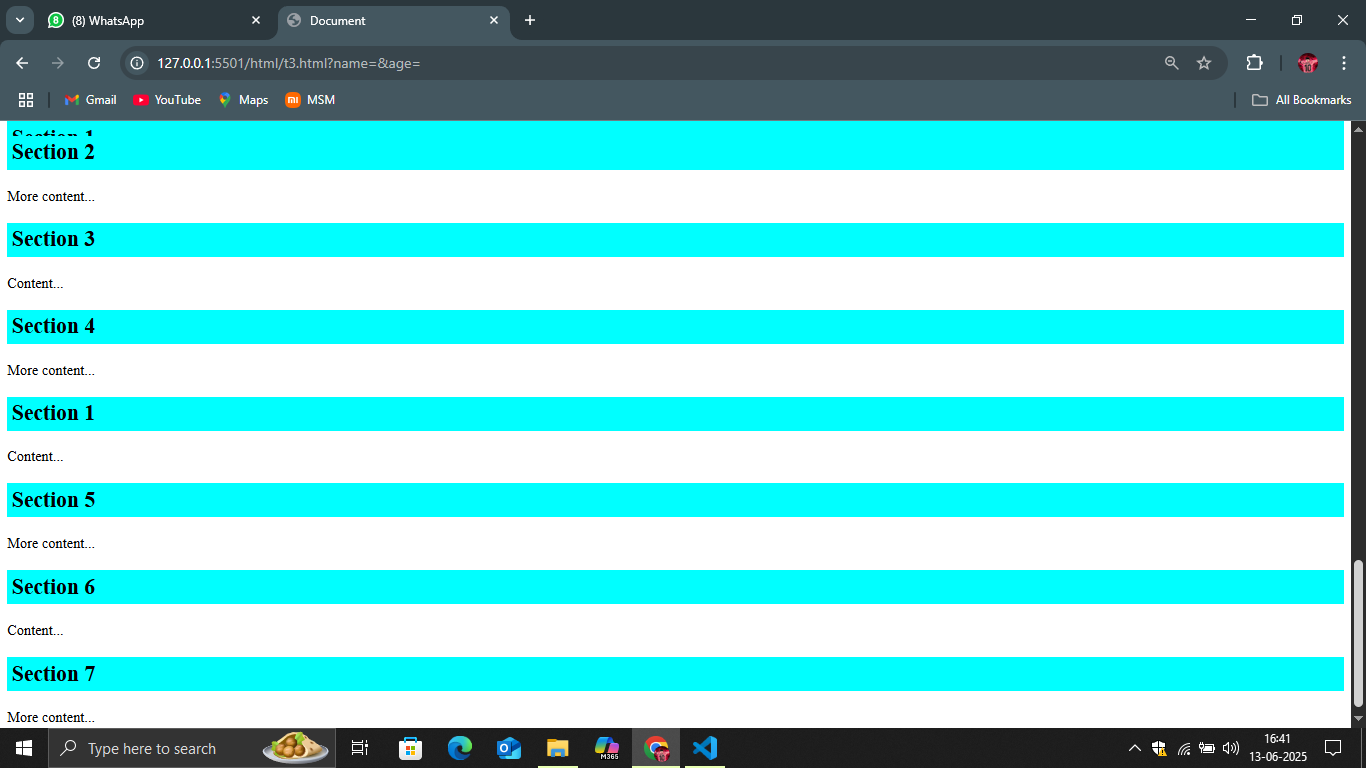 8
(8) WhatsApp
Document
127.0.0.1:5501/html/t3.html?name=&age=
Gmail
YouTube
Maps
MSM
All Bookmarks
Section 1
Section 2
More content...
Section 3
Content...
Section 4
More content...
Section 1
Content...
Section 5
More content...
Section 6
Content...
Section 7
More content...
Type here to search
M365
16:41
13-06-2025